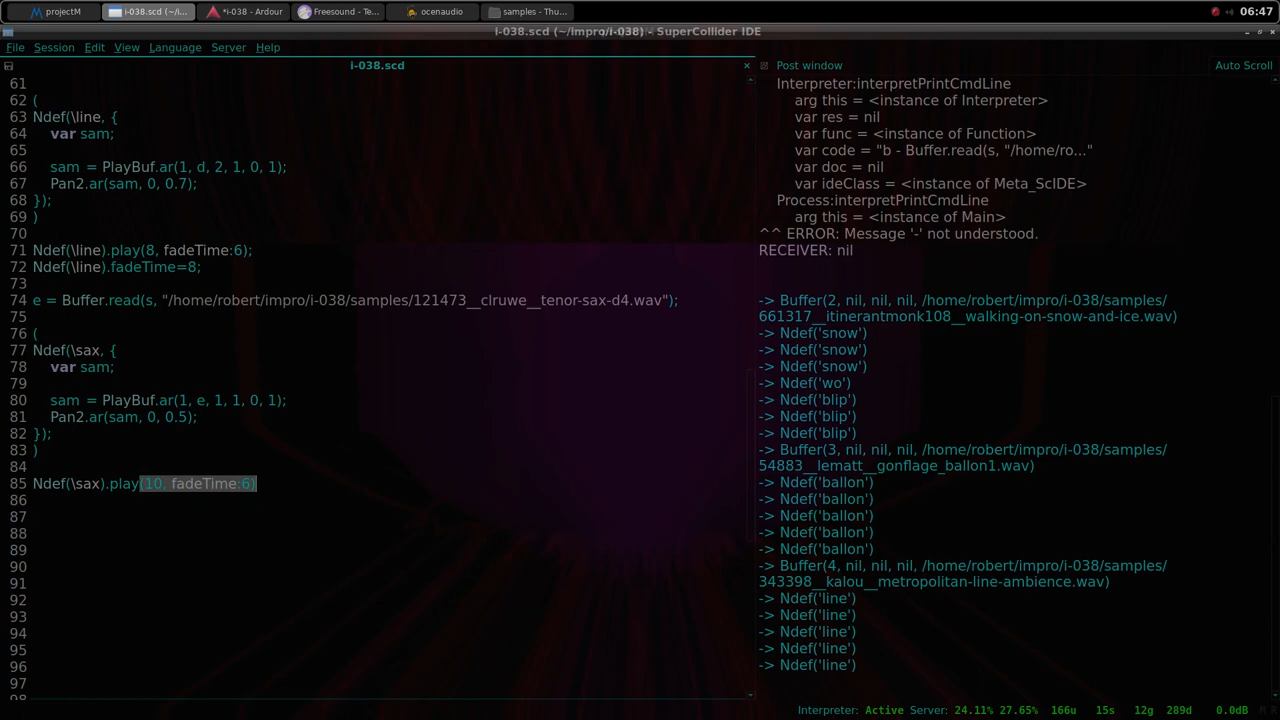 projectM
i-038.scd (~/i...
*i-038 - Ardour
Freesound - Te...
ocenaudio
samples - Thu...
06:47
i-038.scd (~/impro/i-038) - SuperCollider IDE
File Session Edit View Language Server Help
i-038.scd
61
62 (
63 Ndef(\line, {
64 var sam;
65
66 sam = PlayBuf.ar(1, d, 2, 1, 0, 1);
67 Pan2.ar(sam, 0, 0.7);
68 });
69 )
70
71 Ndef(\line).play(8, fadeTime:6);
72 Ndef(\line).fadeTime=8;
73
74 e = Buffer.read(s, "/home/robert/impro/i-038/samples/121473__clruwe__tenor-sax-d4.wav");
75
76 (
77 Ndef(\sax, {
78 var sam;
79
80 sam = PlayBuf.ar(1, e, 1, 1, 0, 1);
81 Pan2.ar(sam, 0, 0.5);
82 });
83 )
84
85 Ndef(\sax).play(10, fadeTime:6)
86
87
88
89
90
91
92
93
94
95
96
97
98
Post window
Auto Scroll
Interpreter:interpretPrintCmdLine
arg this = <instance of Interpreter>
var res = nil
var func = <instance of Function>
var code = "b - Buffer.read(s, "/home/ro..."
var doc = nil
var ideClass = <instance of Meta_ScIDE>
Process:interpretPrintCmdLine
arg this = <instance of Main>
^^ ERROR: Message '-' not understood.
RECEIVER: nil
-> Buffer(2, nil, nil, nil, /home/robert/impro/i-038/samples/
661317__itinerantmonk108__walking-on-snow-and-ice.wav)
-> Ndef('snow')
-> Ndef('snow')
-> Ndef('snow')
-> Ndef('wo')
-> Ndef('blip')
-> Ndef('blip')
-> Ndef('blip')
-> Buffer(3, nil, nil, nil, /home/robert/impro/i-038/samples/
54883__lematt__gonflage_ballon1.wav)
-> Ndef('ballon')
-> Ndef('ballon')
-> Ndef('ballon')
-> Ndef('ballon')
-> Ndef('ballon')
-> Buffer(4, nil, nil, nil, /home/robert/impro/i-038/samples/
343398__kalou__metropolitan-line-ambience.wav)
-> Ndef('line')
-> Ndef('line')
-> Ndef('line')
-> Ndef('line')
-> Ndef('line')
Interpreter: Active Server: 24.11% 27.65% 166u 15s 12g 289d 0.0dB